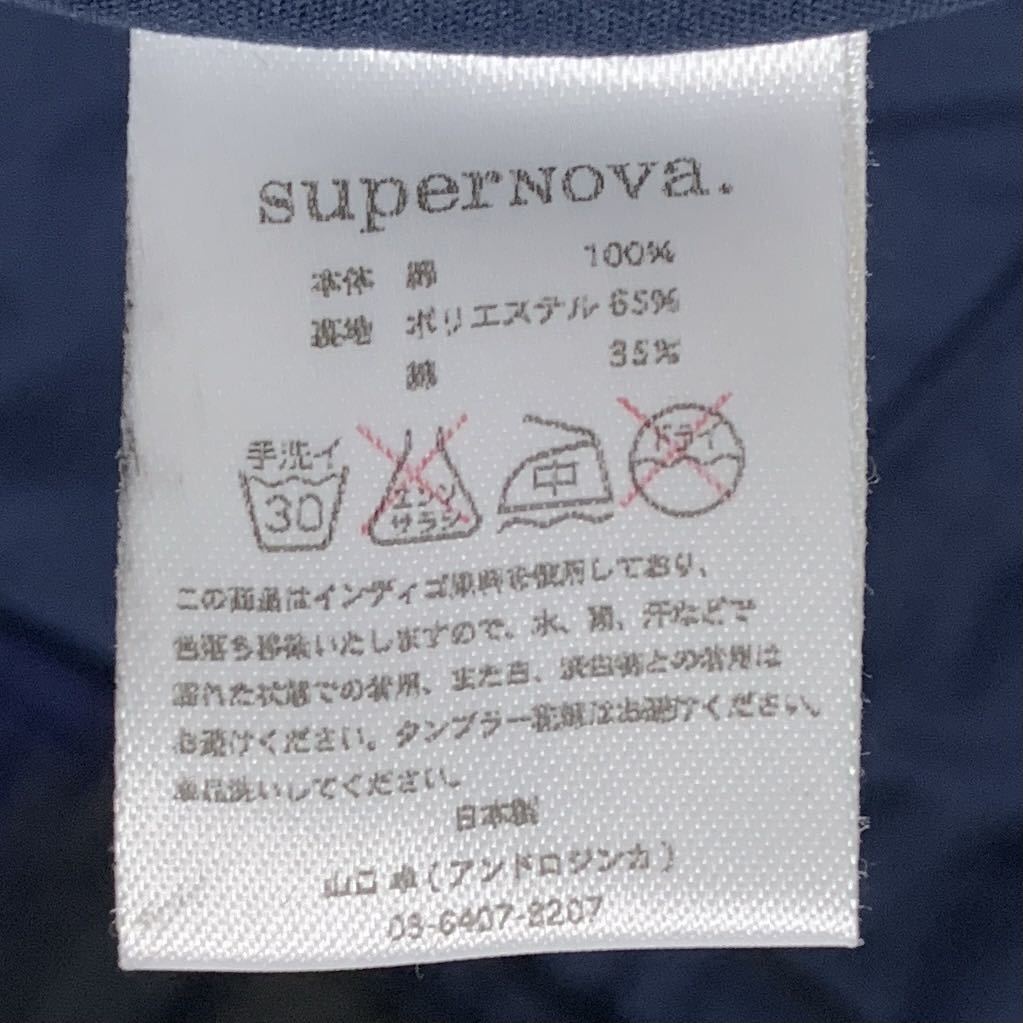 supernova.
本体 綿 100%
裏地 ポリエステル 65%
綿 35%
手洗イ
30
エンソ
サラシ
中
ドライ
この商品はインディゴ染料を使用しており、
色落ち移染いたしますので、水、雨、汗などで
濡れた状態での着用、また白、淡白物との着用は
お避けください。タンブラー乾燥はお避けください。
単品洗いしてください。
日本製
山口 卓(アンドロジンカ)
03-6407-8207